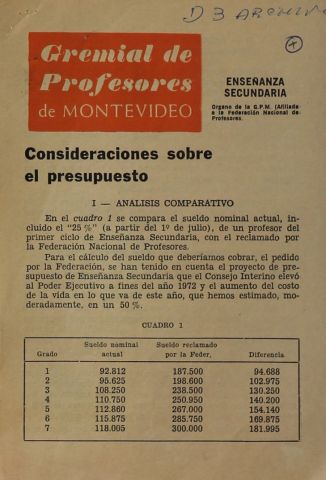 D 3 ARCHIVO
Gremial de
Profesores
de MONTEVIDEO
ENSEÑANZA
SECUNDARIA
Organo de la G.P.M. (Afiliada
a la Federación Nacional de
Profesores.
Consideraciones sobre
el presupuesto
I — ANALISIS COMPARATIVO
En el cuadro 1 se compara el sueldo nominal actual, in-
cluido el "25 %" (a partir del 1º de julio), de un profesor del
primer ciclo de Enseñanza Secundaria, con el reclamado por
la Federación Nacional de Profesores.
Para el cálculo del sueldo que deberíamos cobrar, el pedido
por la Federación, se han tenido en cuenta el proyecto de pre-
supuesto de Enseñanza Secundaria que el Consejo Interino elevó
al Poder Ejecutivo a fines del año 1972 y el aumento del costo
de la vida en lo que va de este año, que hemos estimado, mo-
deradamente, en un 50 %.
CUADRO 1
Grado Sueldo nominal actual Sueldo reclamado por la Feder. Diferencia
1 92.812 187.500 94.688
2 95.625 198.600 102.975
3 108.250 238.500 130.250
4 110.750 250.950 140.200
5 112.860 267.000 154.140
6 115.875 285.750 169.875
7 118.005 300.000 181.995